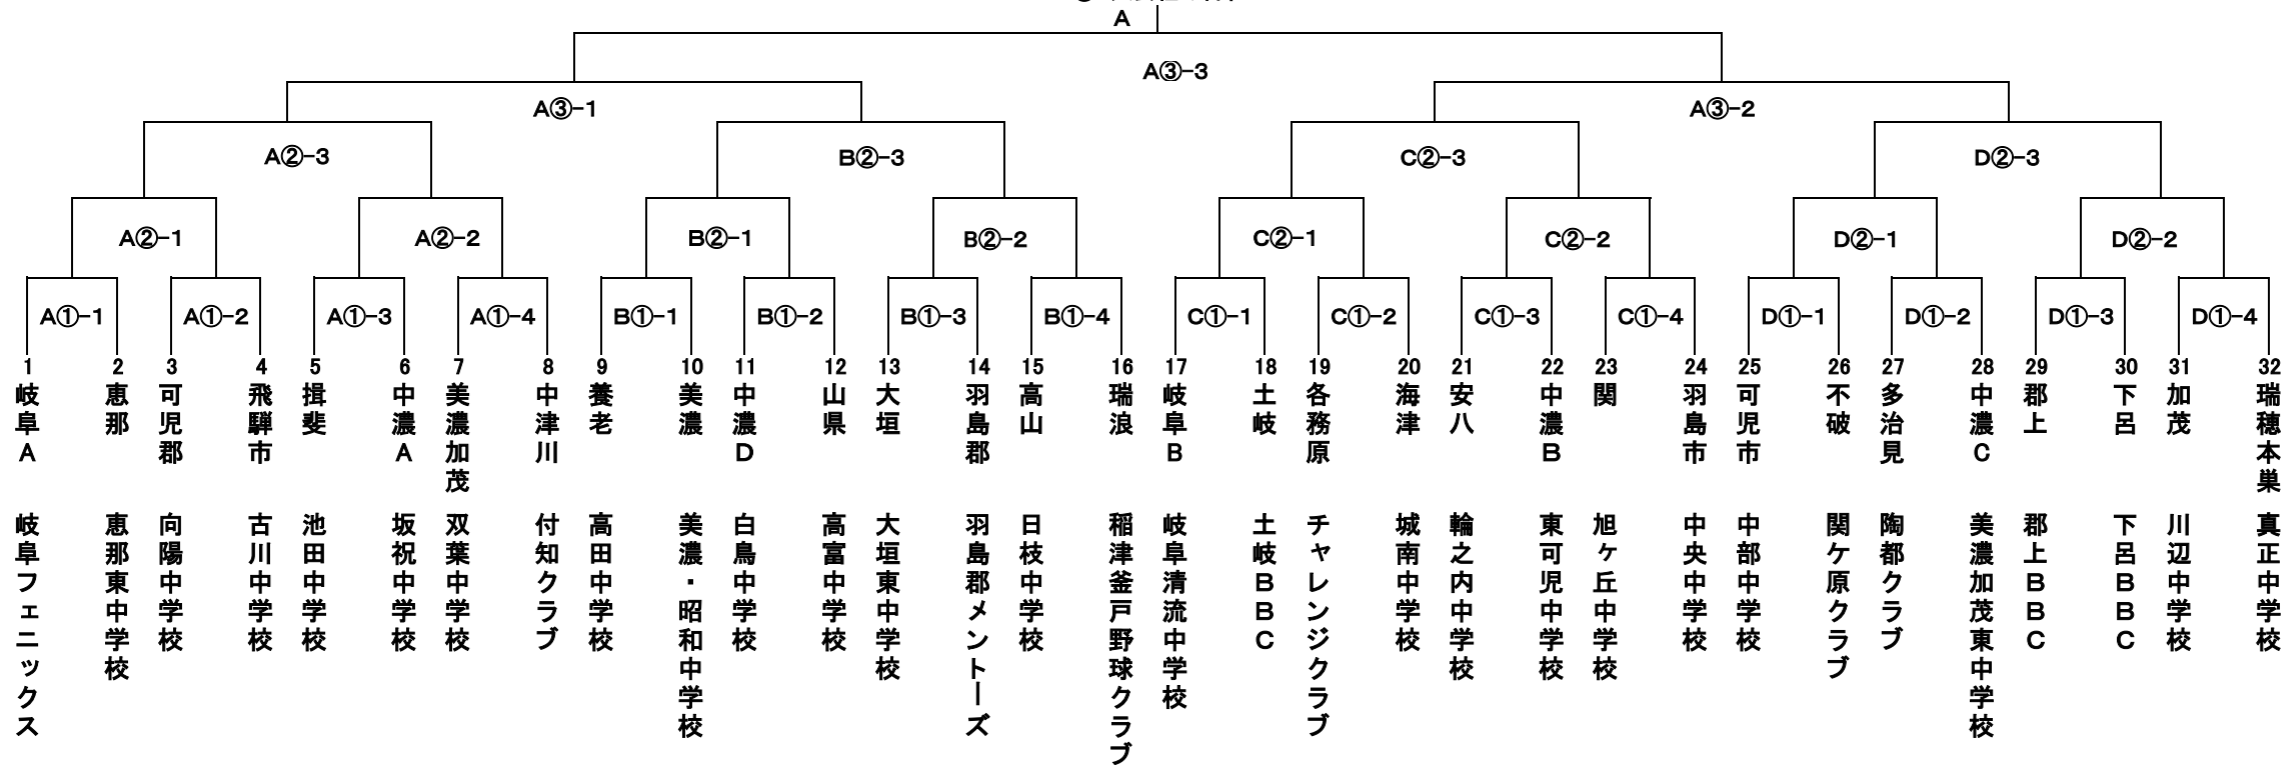 A
A③-3
A③-1
A③-2
A②-3
B②-3
C②-3
D②-3
A②-1
A②-2
B②-1
B②-2
C②-1
C②-2
D②-1
D②-2
A①-1
A①-2
A①-3
A①-4
B①-1
B①-2
B①-3
B①-4
C①-1
C①-2
C①-3
C①-4
D①-1
D①-2
D①-3
D①-4
1 岐阜A 岐阜フェニックス
2 恵那 恵那東中学校
3 可児郡 向陽中学校
4 飛騨市 古川中学校
5 揖斐 池田中学校
6 中濃A 坂祝中学校
7 美濃加茂 双葉中学校
8 中津川 付知クラブ
9 養老 高田中学校
10 美濃 美濃・昭和中学校
11 中濃D 白鳥中学校
12 山県 高富中学校
13 大垣 大垣東中学校
14 羽島郡 羽島郡メントーズ
15 高山 日枝中学校
16 瑞浪 稲津釜戸野球クラブ
17 岐阜B 岐阜清流中学校
18 土岐 土岐BBC
19 各務原 チャレンジクラブ
20 海津 城南中学校
21 安八 輪之内中学校
22 中濃B 東可児中学校
23 関 旭ヶ丘中学校
24 羽島市 中央中学校
25 可児市 中部中学校
26 不破 関ケ原クラブ
27 多治見 陶都クラブ
28 中濃C 美濃加茂東中学校
29 郡上 郡上BBC
30 下呂 下呂BBC
31 加茂 川辺中学校
32 瑞穂本巣 真正中学校